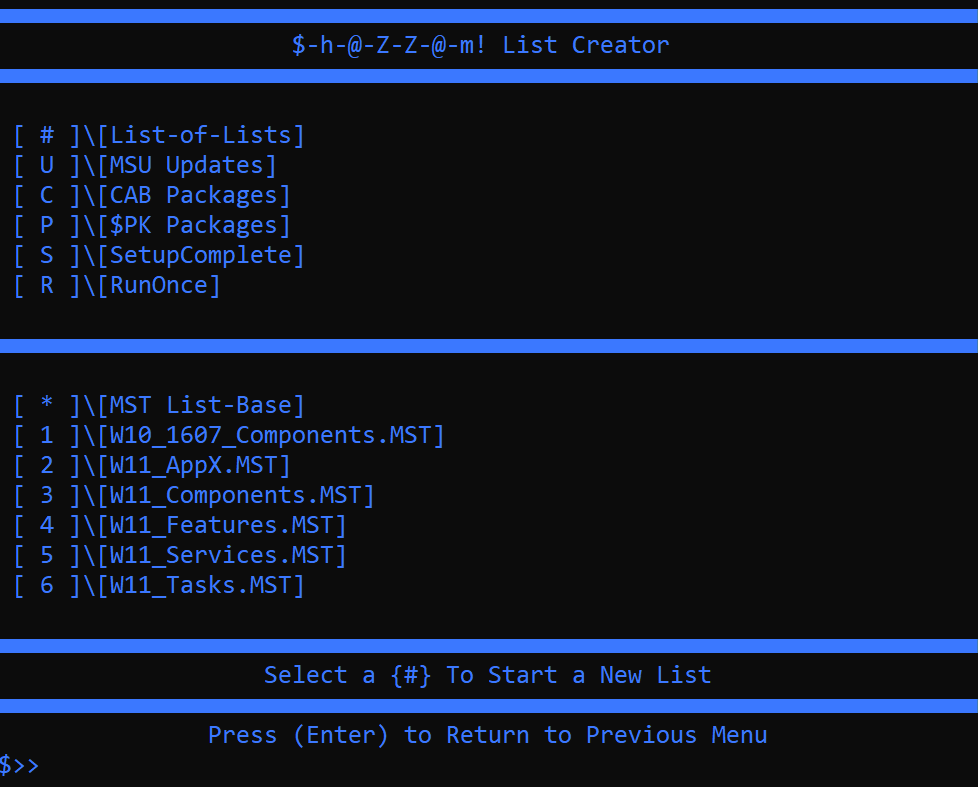 $-h-@-Z-Z-@-m! List Creator
[ # ]\[List-of-Lists]
[ U ]\[MSU Updates]
[ C ]\[CAB Packages]
[ P ]\[$PK Packages]
[ S ]\[SetupComplete]
[ R ]\[RunOnce]
[ * ]\[MST List-Base]
[ 1 ]\[W10_1607_Components.MST]
[ 2 ]\[W11_AppX.MST]
[ 3 ]\[W11_Components.MST]
[ 4 ]\[W11_Features.MST]
[ 5 ]\[W11_Services.MST]
[ 6 ]\[W11_Tasks.MST]
Select a {#} To Start a New List
Press (Enter) to Return to Previous Menu
$>>